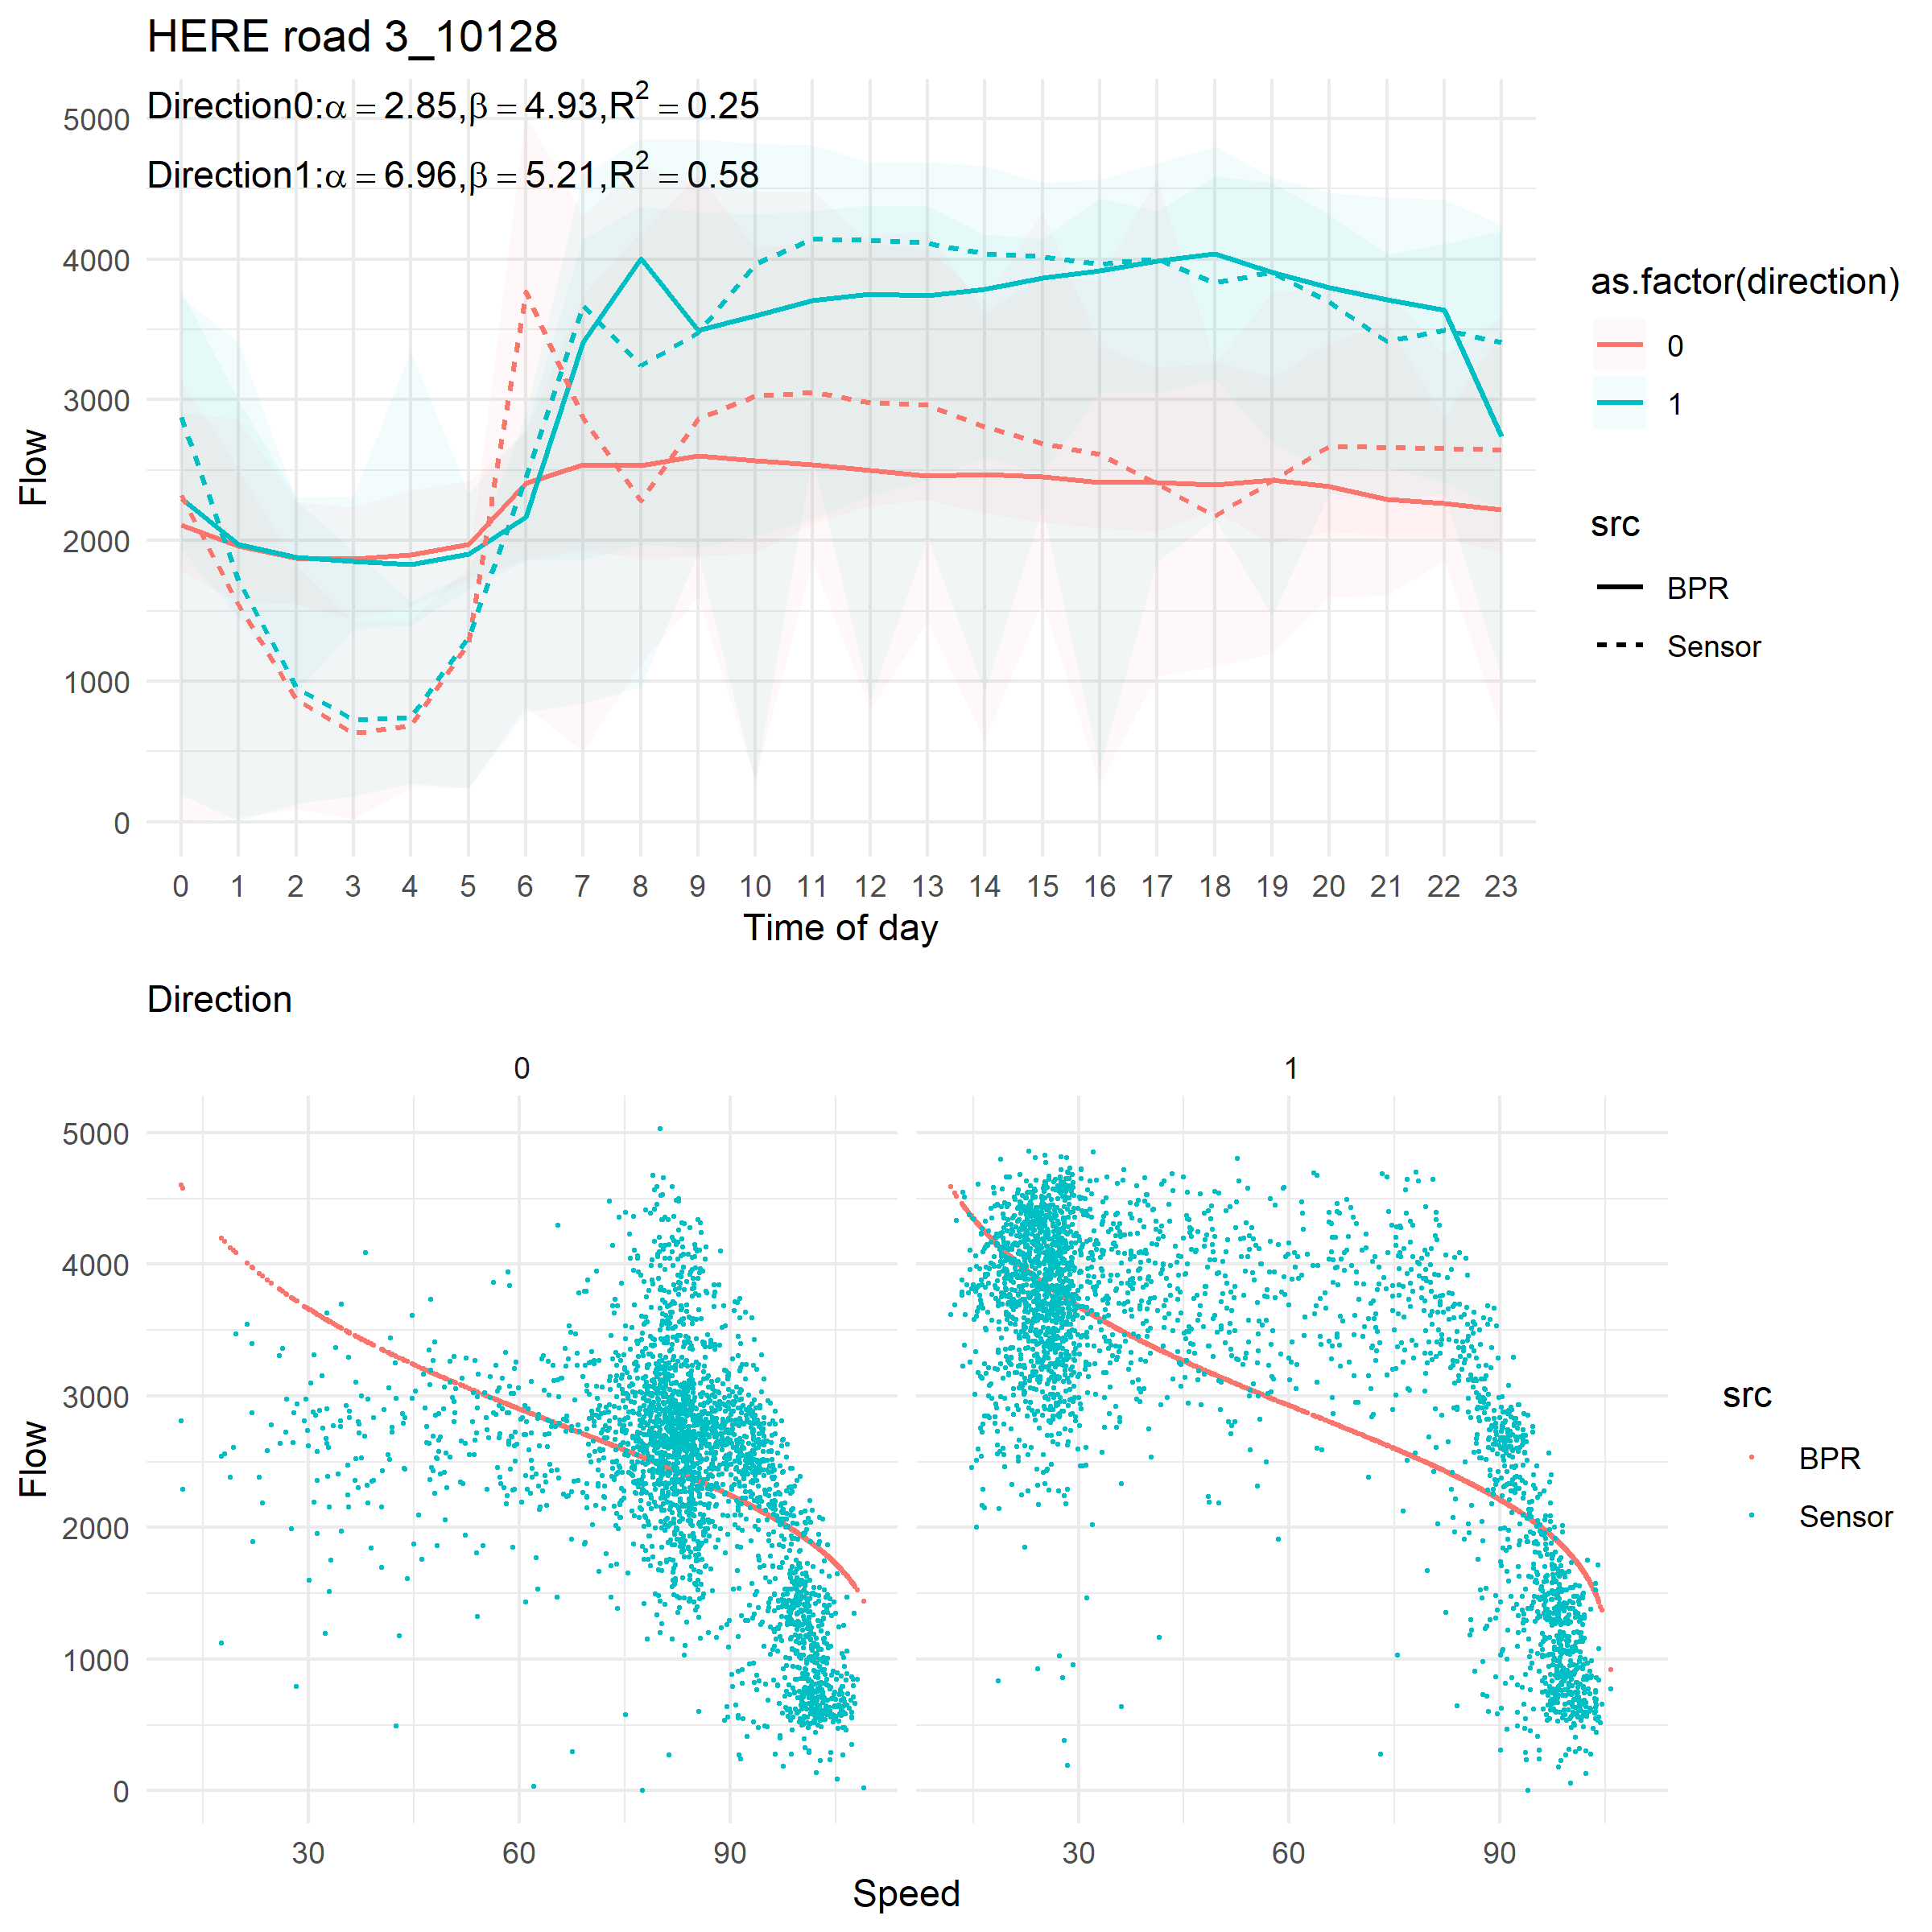 HERE road 3_10128
Direction0:α = 2.85,β = 4.93,R² = 0.25
Direction1:α = 6.96,β = 5.21,R² = 0.58
5000
4000
3000
2000
1000
0
Flow
0 1 2 3 4 5 6 7 8 9 10 11 12 13 14 15 16 17 18 19 20 21 22 23
Time of day
as.factor(direction)
0
1
src
BPR
Sensor
Direction
0 1
5000
4000
3000
2000
1000
0
Flow
30 60 90 30 60 90
Speed
src
BPR
Sensor